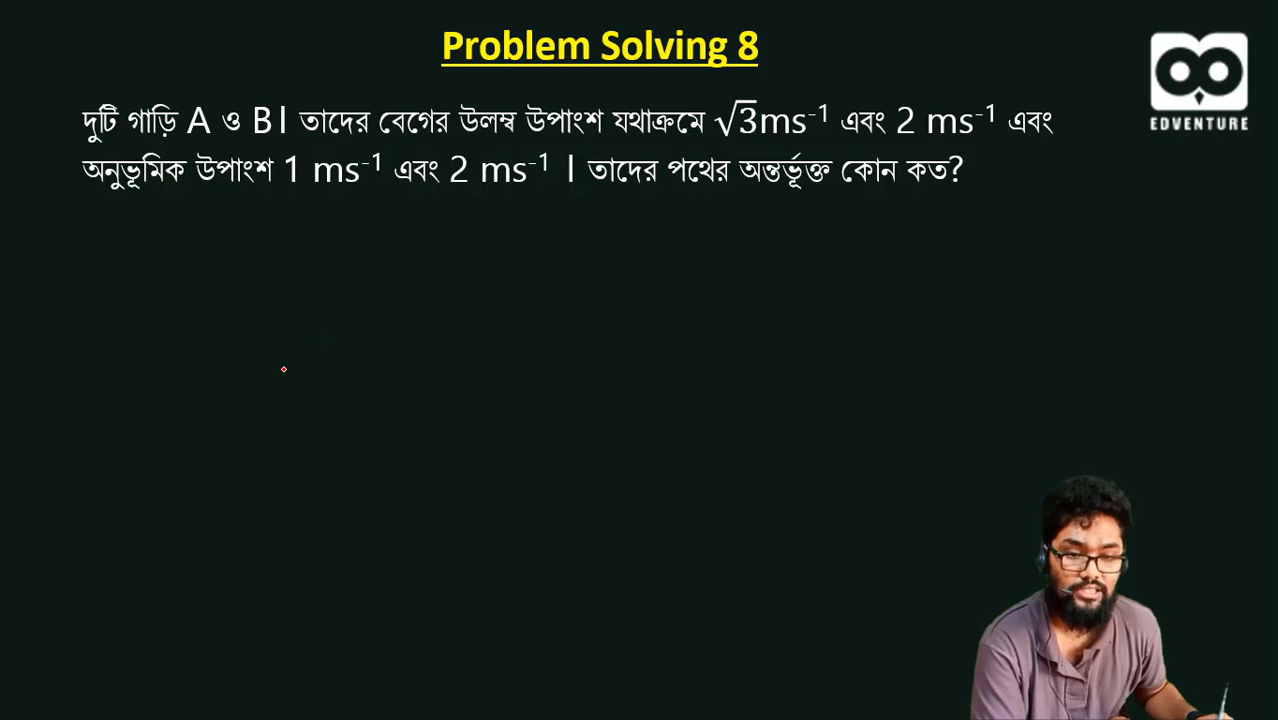 Problem Solving 8
দুটি গাড়ি A ও B। তাদের বেগের উলম্ব উপাংশ যথাক্রমে √3ms⁻¹ এবং 2 ms⁻¹ এবং
অনুভূমিক উপাংশ 1 ms⁻¹ এবং 2 ms⁻¹ । তাদের পথের অন্তর্ভূক্ত কোন কত?
EDVENTURE